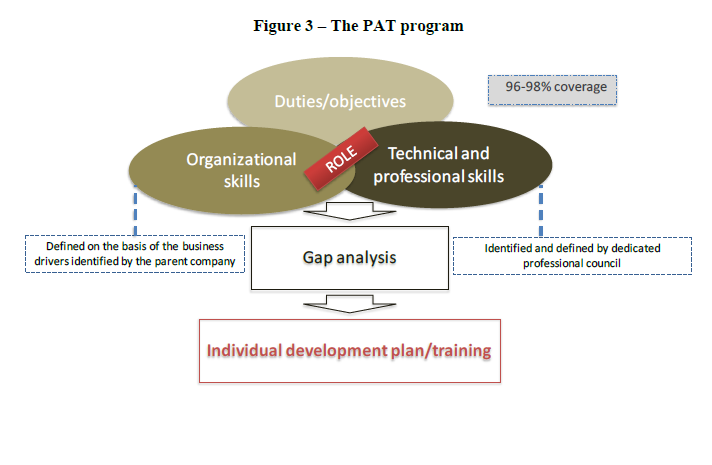 Figure 3 – The PAT program
96-98% coverage
Duties/objectives
Organizational
skills
ROLE
Technical and
professional skills
Defined on the basis of the business
drivers identified by the parent company
Gap analysis
Identified and defined by dedicated
professional council
Individual development plan/training